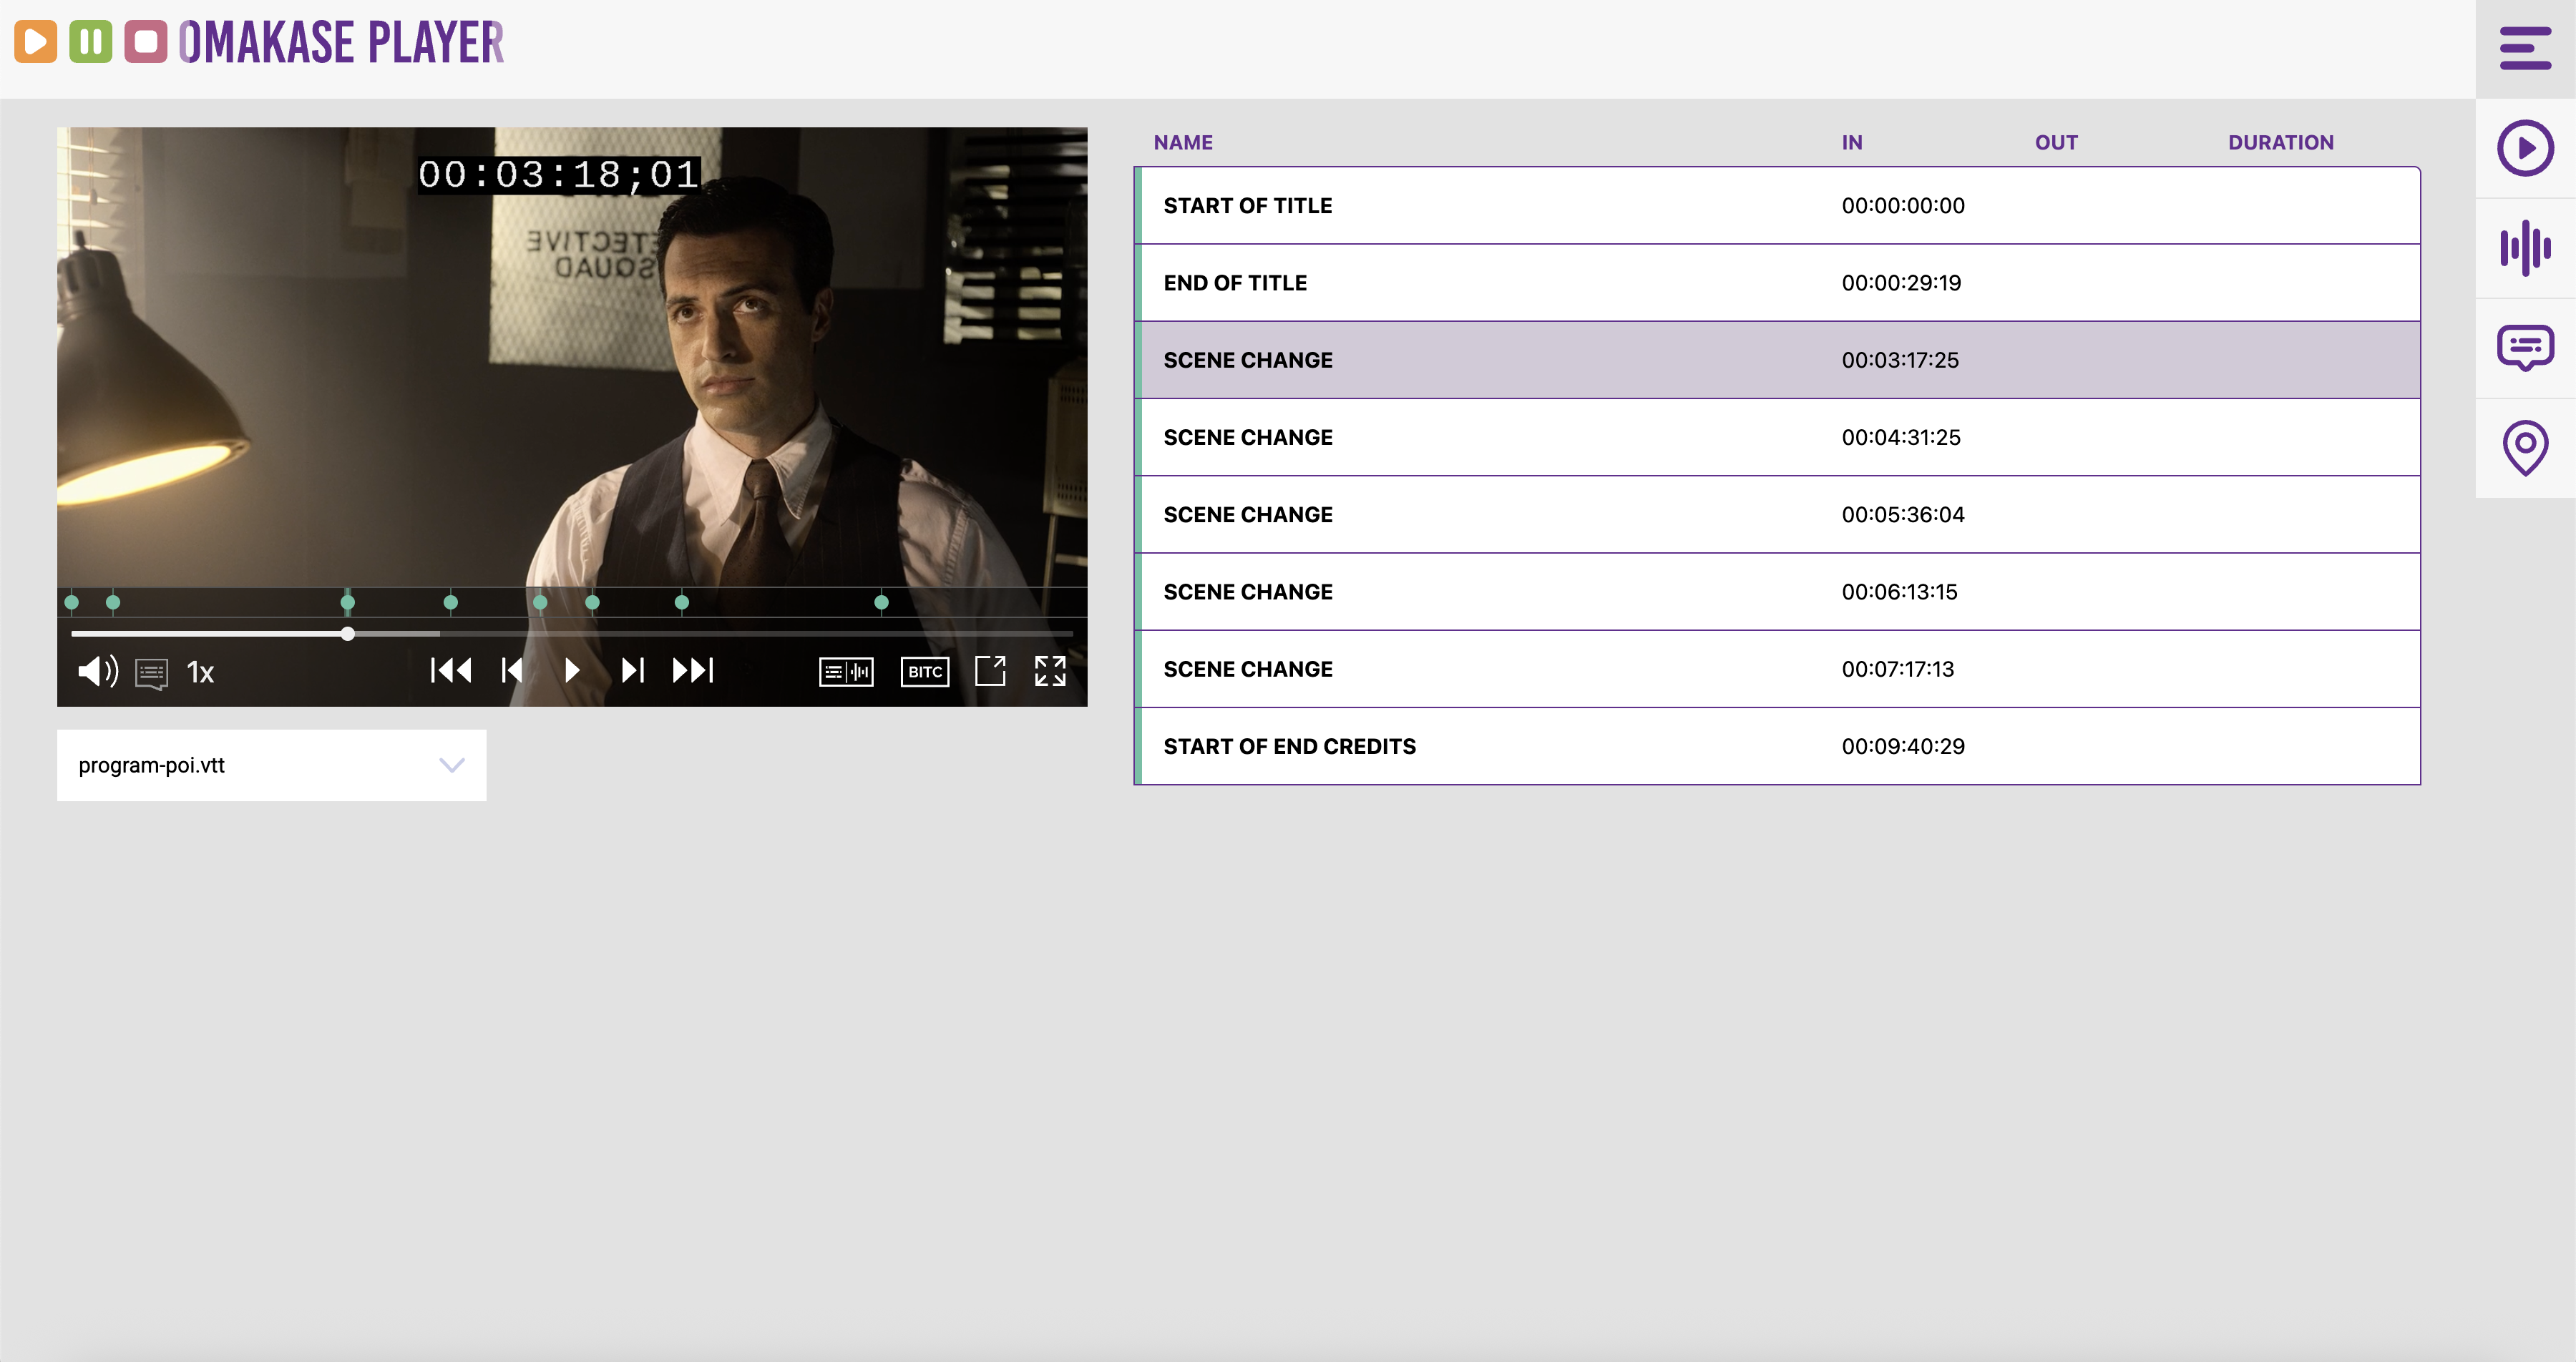 OMAKASE PLAYER
00:03:18;01
DETECTIVE
SQUAD
1x
BITC
program-poi.vtt
NAME IN OUT DURATION
START OF TITLE 00:00:00:00
END OF TITLE 00:00:29:19
SCENE CHANGE 00:03:17:25
SCENE CHANGE 00:04:31:25
SCENE CHANGE 00:05:36:04
SCENE CHANGE 00:06:13:15
SCENE CHANGE 00:07:17:13
START OF END CREDITS 00:09:40:29